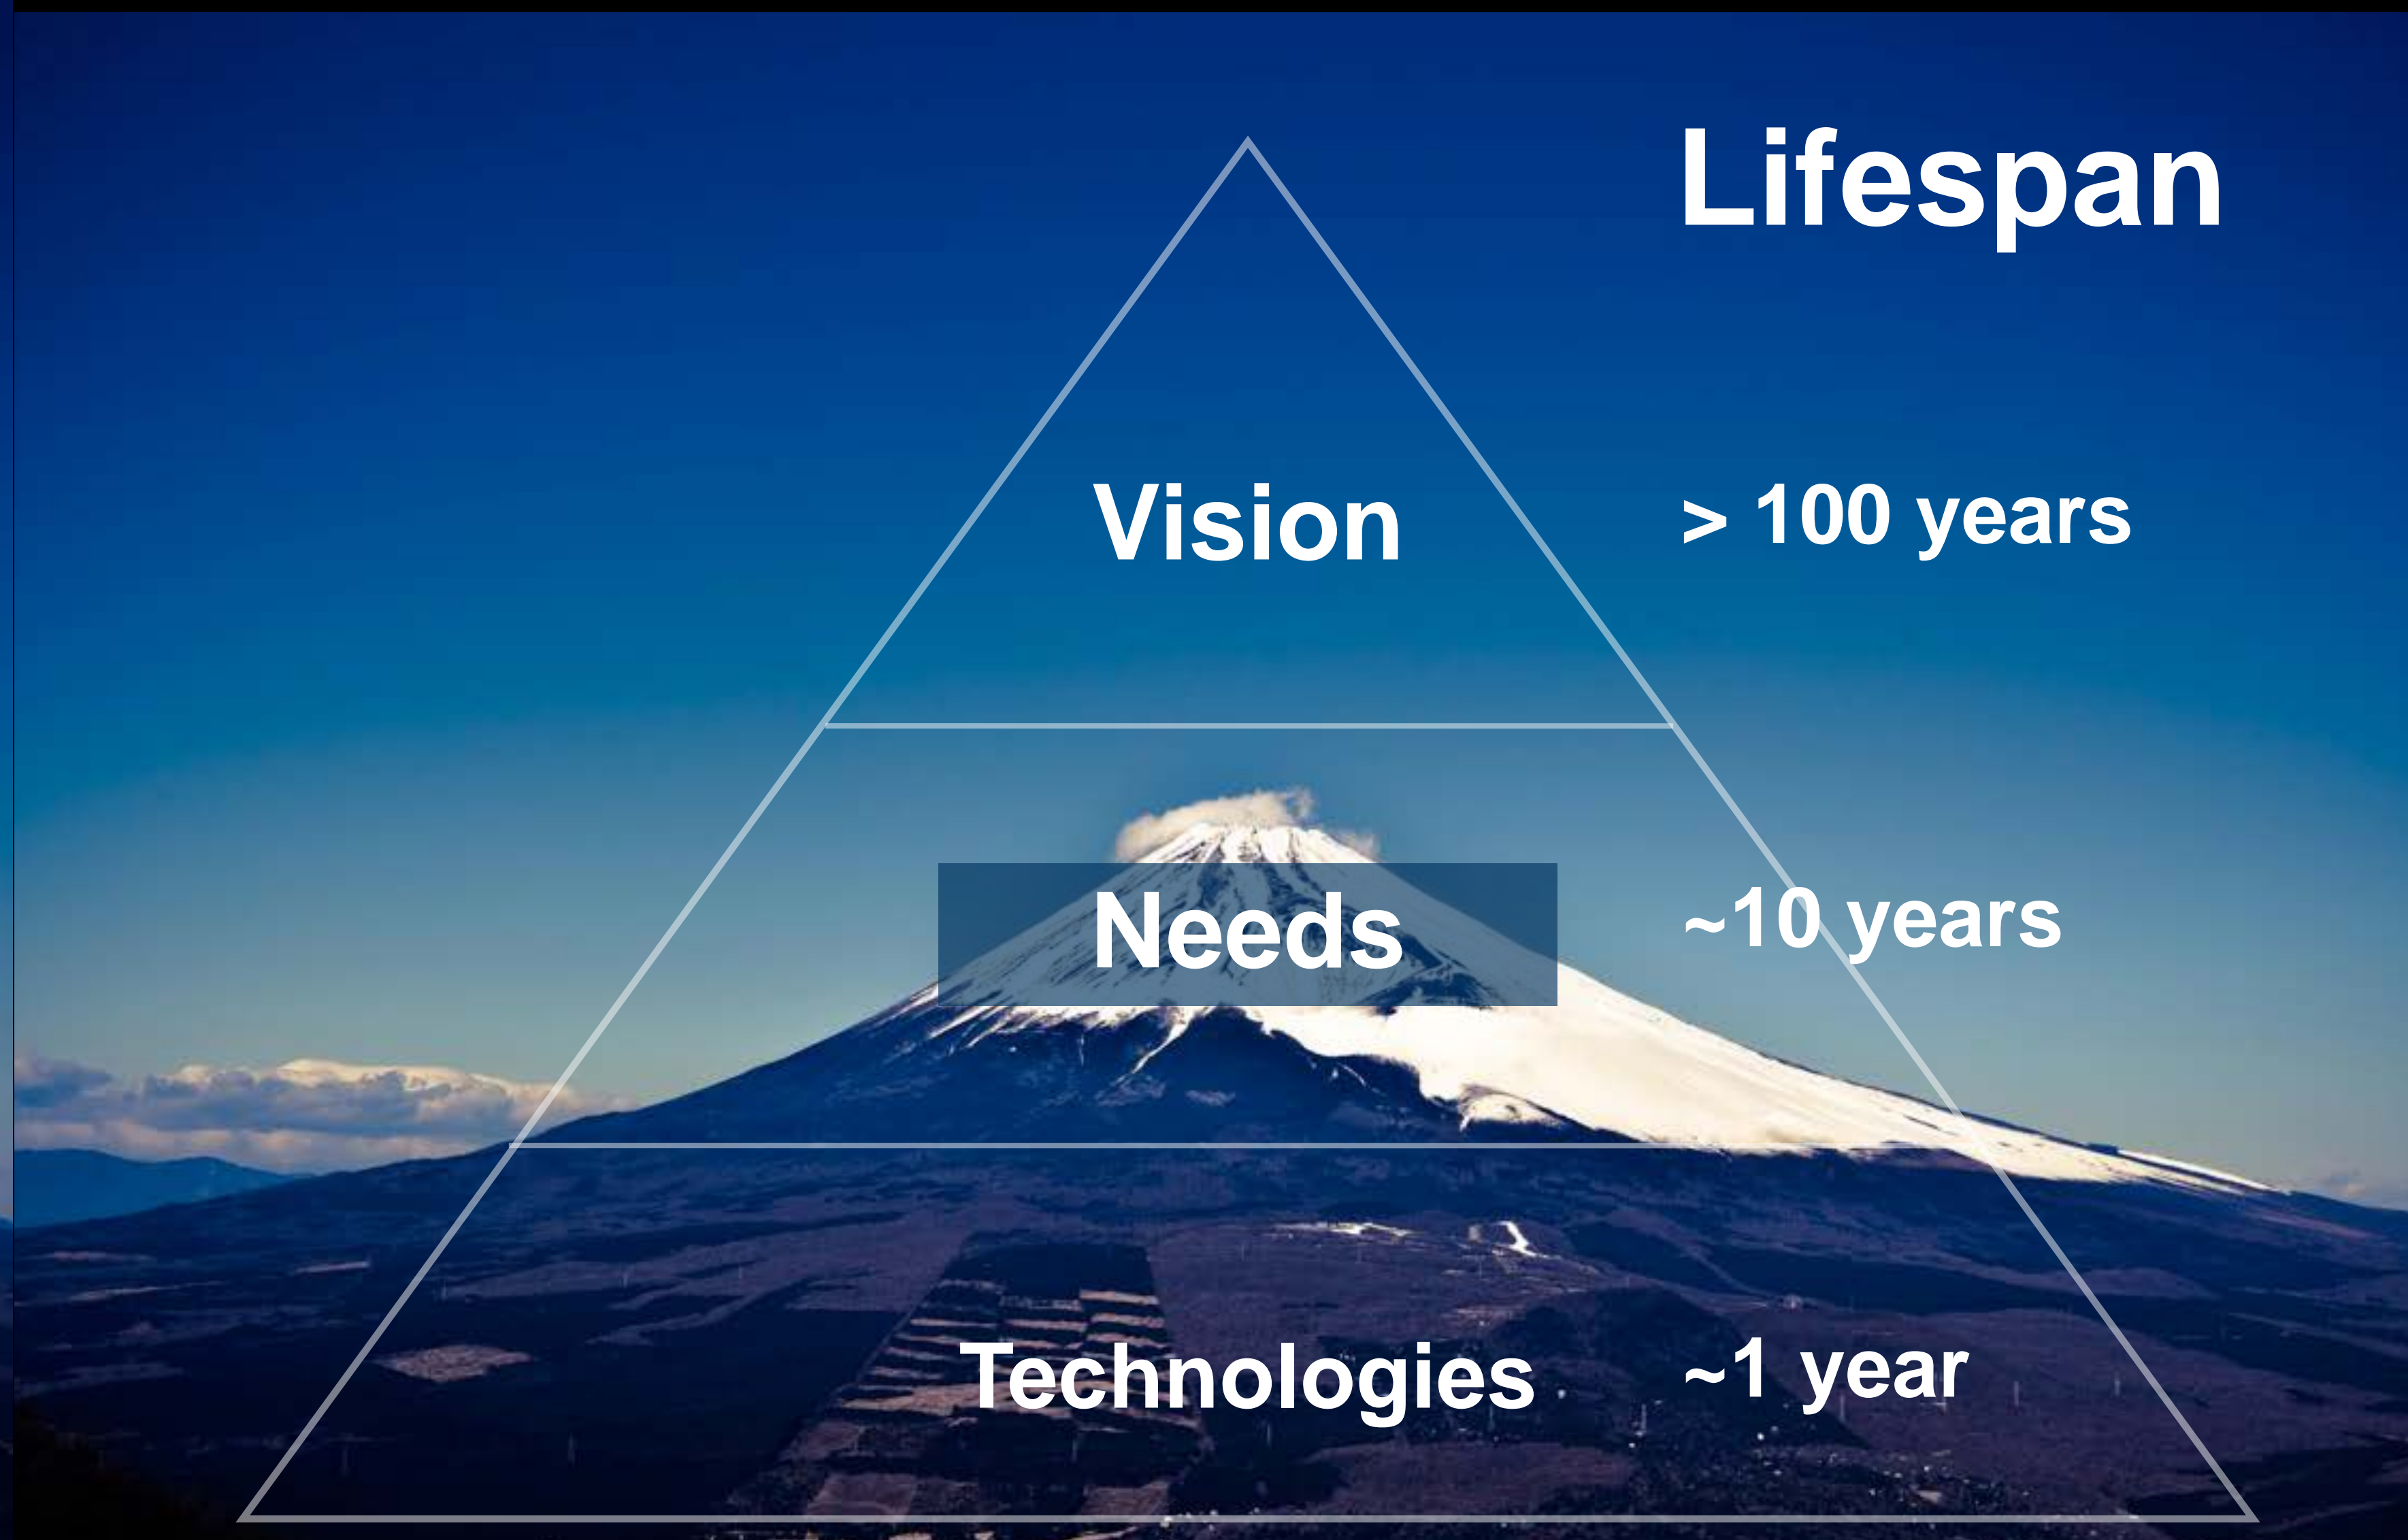 Lifespan
Vision
> 100 years
Needs
~10 years
Technologies
~1 year